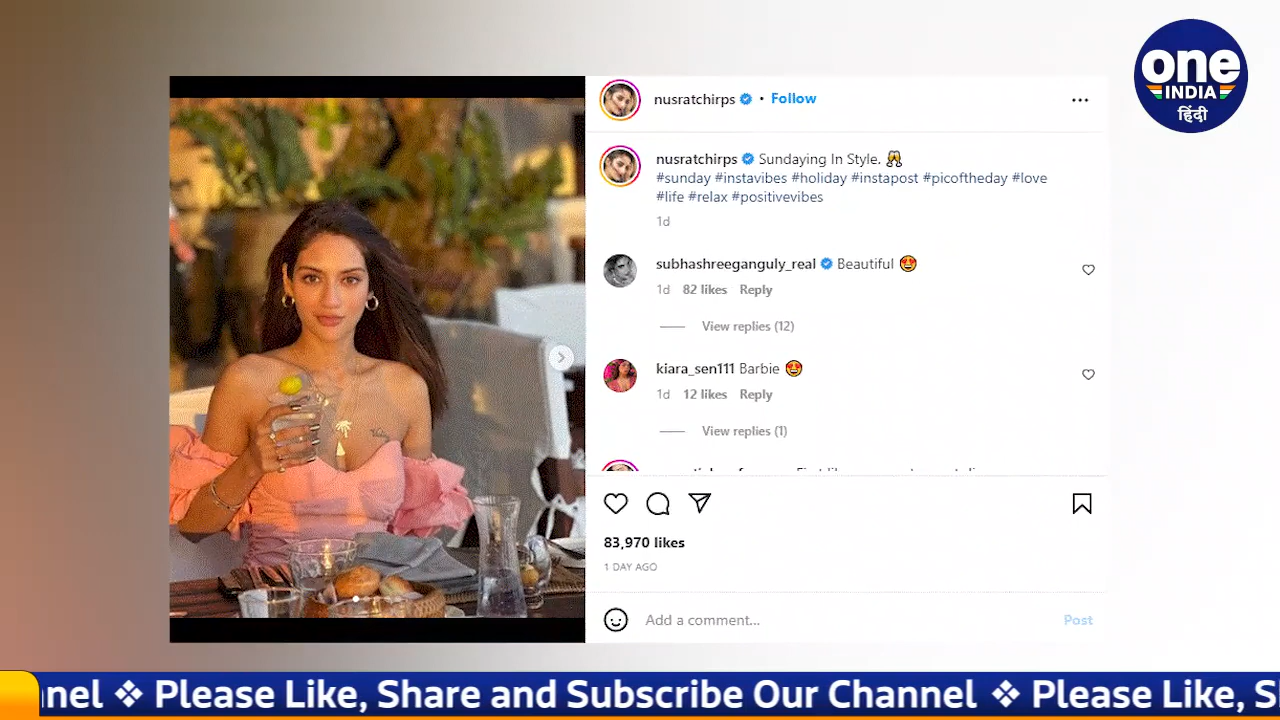 one
INDIA
हिंदी
nusratchirps • Follow
nusratchirps Sundaying In Style. 🥂
#sunday #instavibes #holiday #instapost #picoftheday #love
#life #relax #positivevibes
1d
subhashreeganguly_real Beautiful 😍
1d 82 likes Reply
View replies (12)
kiara_sen111 Barbie 😍
1d 12 likes Reply
View replies (1)
83,970 likes
1 DAY AGO
Add a comment... Post
nnel ❖ Please Like, Share and Subscribe Our Channel ❖ Please Like, S